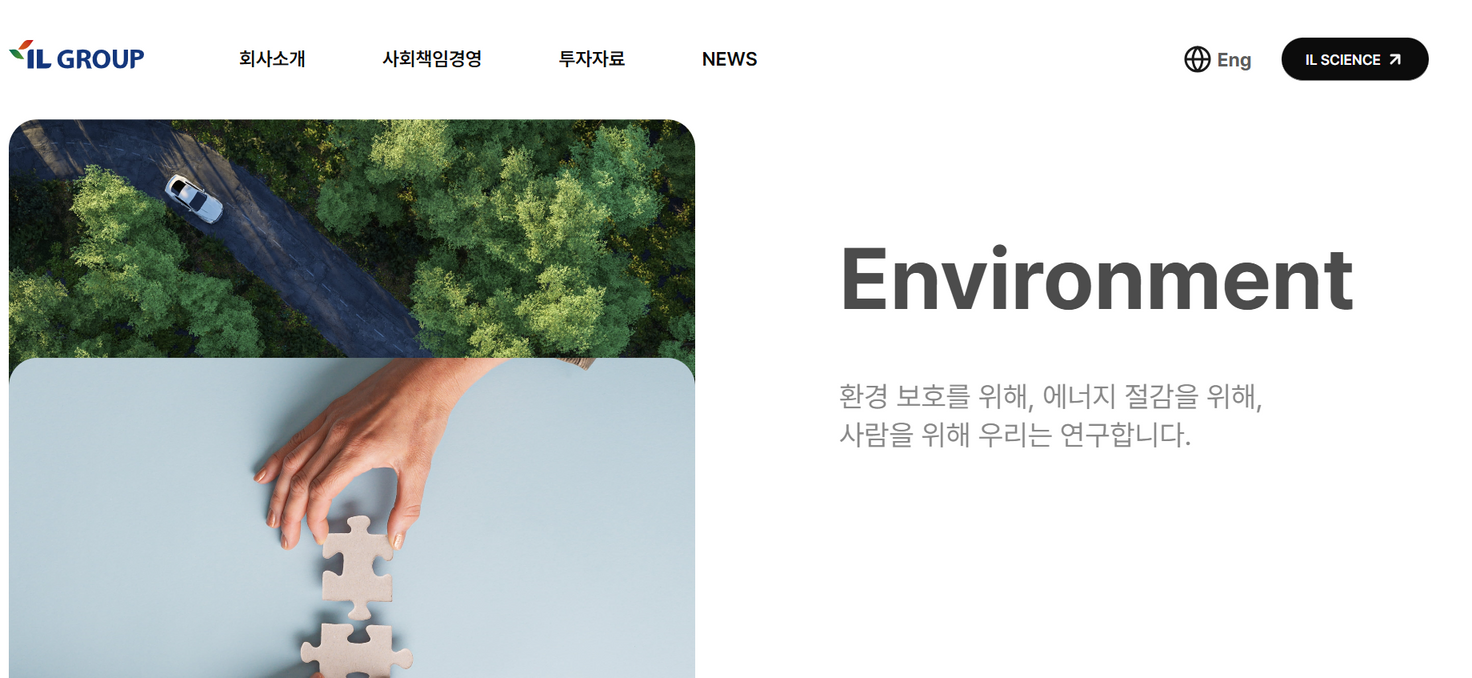 IL GROUP
회사소개
사회책임경영
투자자료
NEWS
Eng
IL SCIENCE
Environment
환경 보호를 위해, 에너지 절감을 위해,
사람을 위해 우리는 연구합니다.